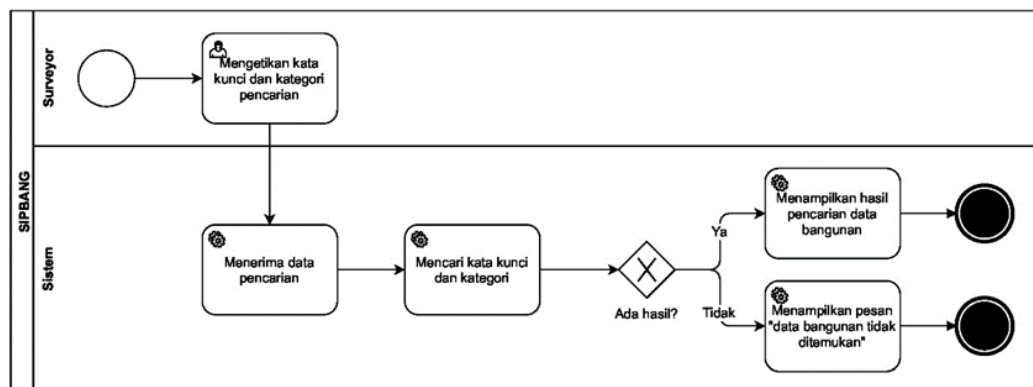 SIPBANG
Surveyor
Mengetikan kata
kunci dan kategori
pencarian
Sistem
Menerima data
pencarian
Mencari kata kunci
dan kategori
Ada hasil?
Ya
Menampilkan hasil
pencarian data
bangunan
Tidak
Menampilkan pesan
"data bangunan tidak
ditemukan"